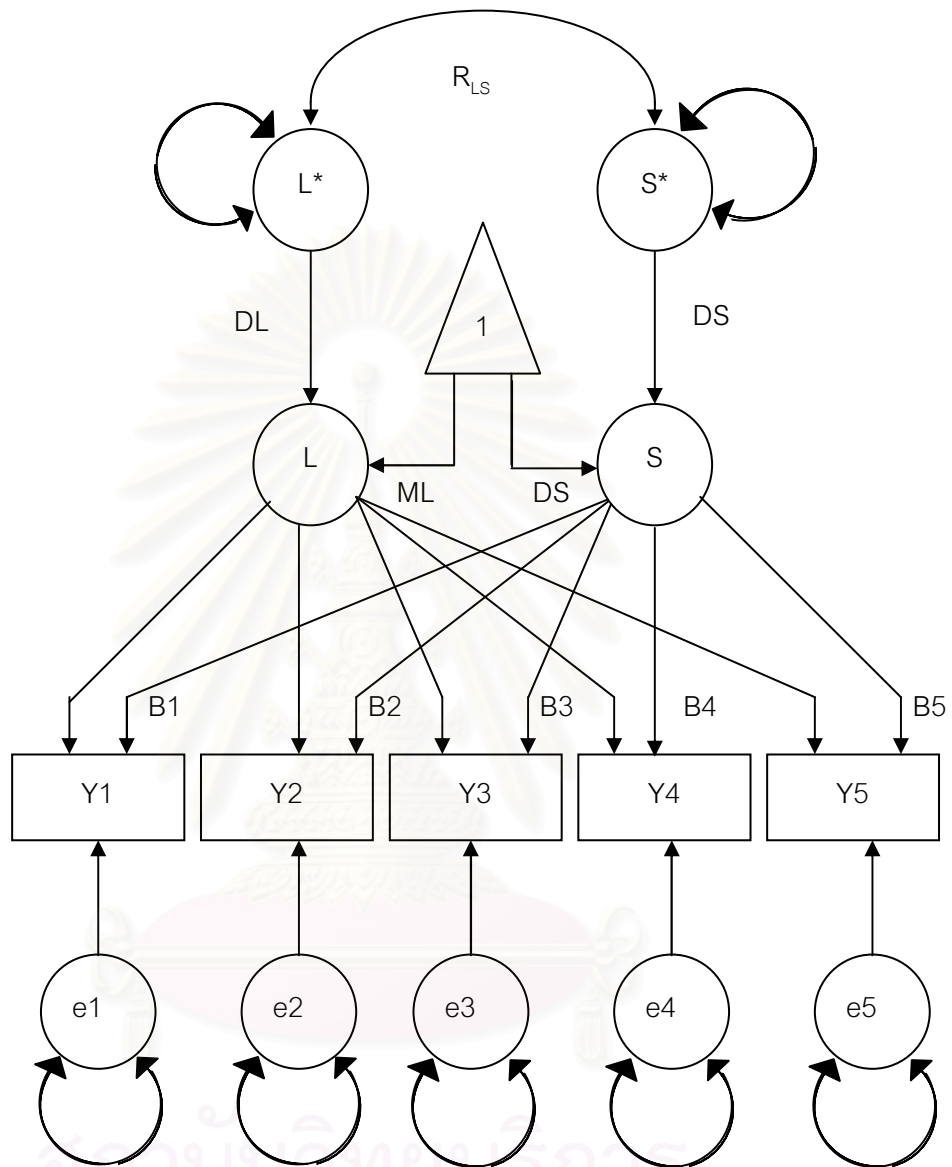 R_LS
L* S*
DL DS
1
L S
ML DS
B1 B2 B3 B4 B5
Y1 Y2 Y3 Y4 Y5
e1 e2 e3 e4 e5